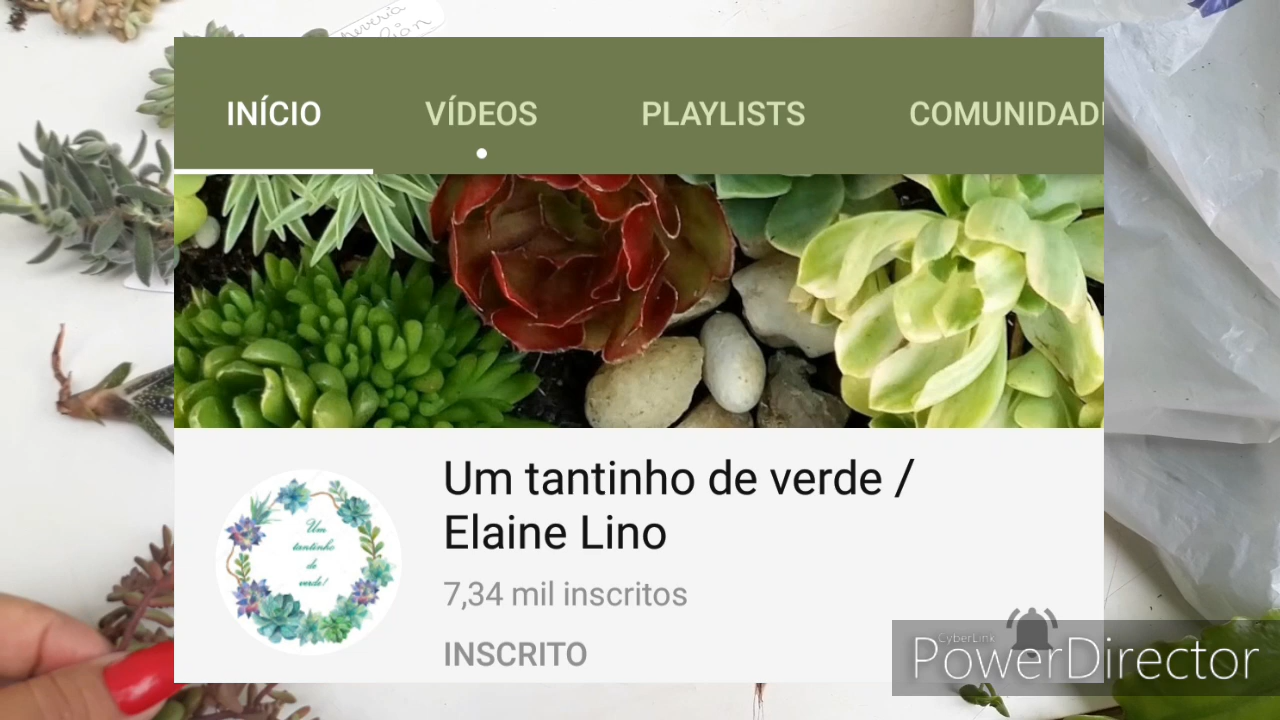 INÍCIO VÍDEOS PLAYLISTS COMUNIDAD
Um
tantinho
de
verde!
Um tantinho de verde /
Elaine Lino
7,34 mil inscritos
INSCRITO
CyberLink
PowerDirector